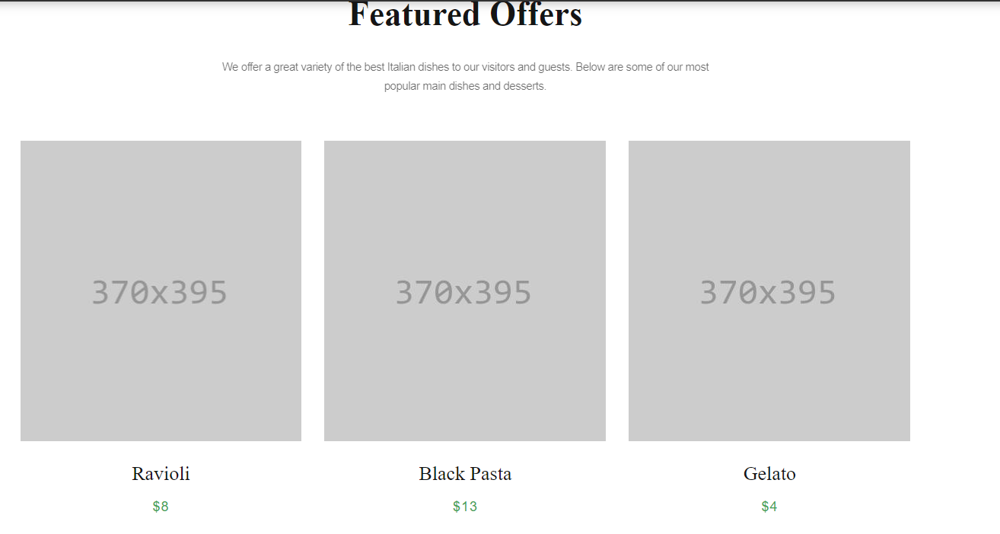 Featured Offers
We offer a great variety of the best Italian dishes to our visitors and guests. Below are some of our most
popular main dishes and desserts.
370x395 370x395 370x395
Ravioli Black Pasta Gelato
$8 $13 $4